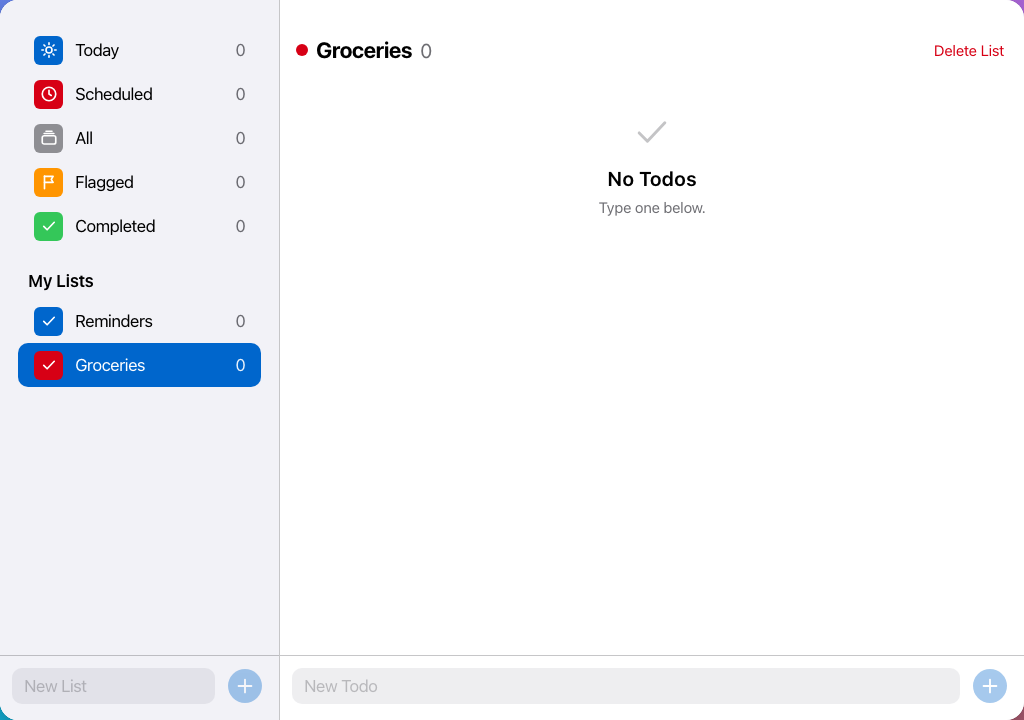 Today 0
Scheduled 0
All 0
Flagged 0
Completed 0
My Lists
Reminders 0
Groceries 0
New List
Groceries 0
Delete List
No Todos
Type one below.
New Todo